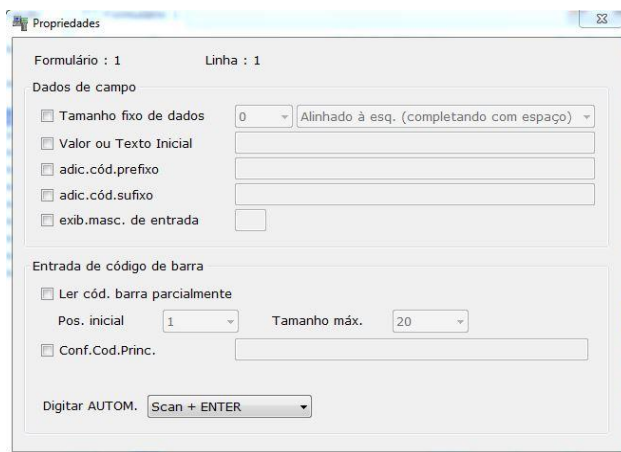 Propriedades
Formulário : 1 Linha : 1
Dados de campo
Tamanho fixo de dados 0 Alinhado à esq. (completando com espaço)
Valor ou Texto Inicial
adic.cód.prefixo
adic.cód.sufixo
exib.masc. de entrada
Entrada de código de barra
Ler cód. barra parcialmente
Pos. inicial 1 Tamanho máx. 20
Conf.Cod.Princ.
Digitar AUTOM. Scan + ENTER